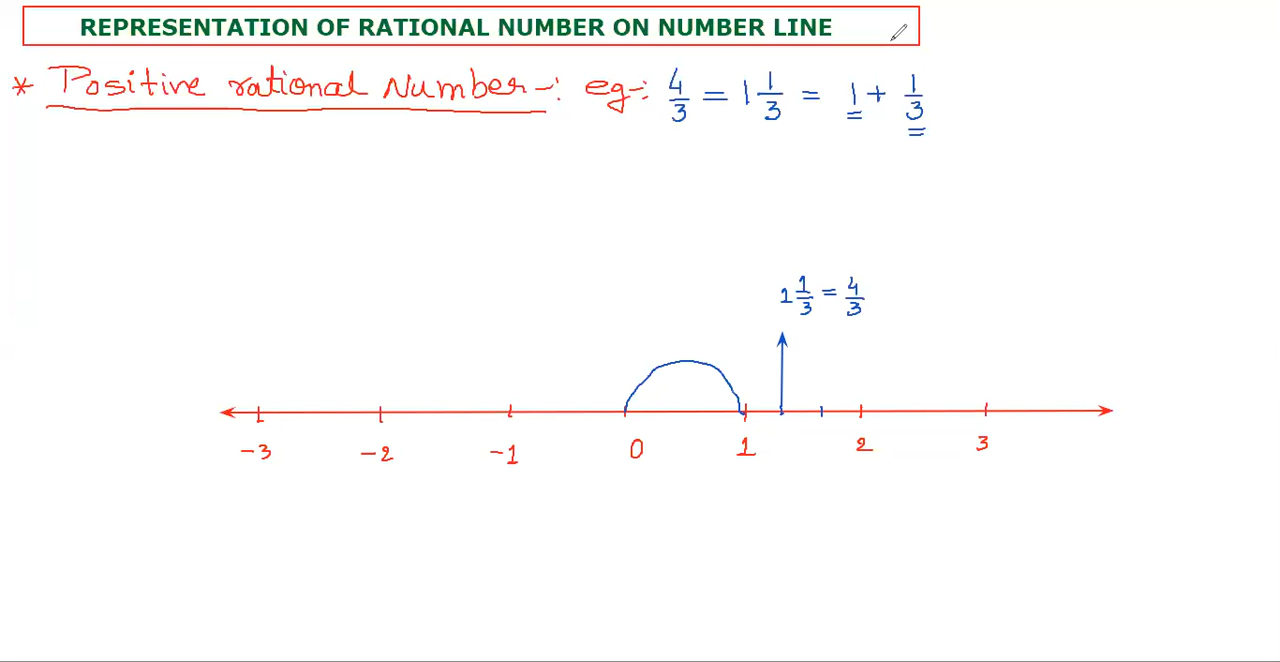 REPRESENTATION OF RATIONAL NUMBER ON NUMBER LINE
* Positive rational Number -: eg-: 4/3 = 1 1/3 = 1 + 1/3
1 1/3 = 4/3
-3 -2 -1 0 1 2 3